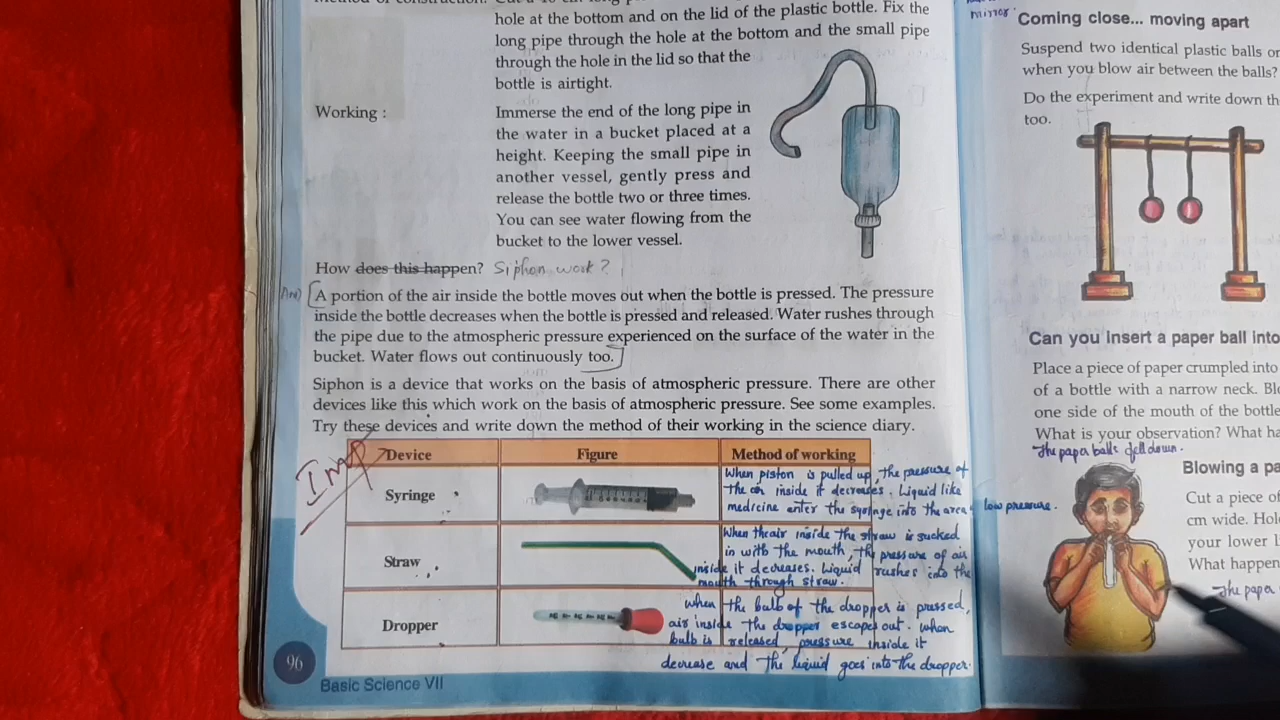 hole at the bottom and on the lid of the plastic bottle. Fix the
long pipe through the hole at the bottom and the small pipe
through the hole in the lid so that the
bottle is airtight.
Working :
Immerse the end of the long pipe in
the water in a bucket placed at a
height. Keeping the small pipe in
another vessel, gently press and
release the bottle two or three times.
You can see water flowing from the
bucket to the lower vessel.
How does this happen? Siphon work?
Ans) A portion of the air inside the bottle moves out when the bottle is pressed. The pressure
inside the bottle decreases when the bottle is pressed and released. Water rushes through
the pipe due to the atmospheric pressure experienced on the surface of the water in the
bucket. Water flows out continuously too.
Siphon is a device that works on the basis of atmospheric pressure. There are other
devices like this which work on the basis of atmospheric pressure. See some examples.
Try these devices and write down the method of their working in the science diary.
Imp
Device Figure Method of working
Syringe
When piston is pulled up, the pressure of
the air inside it decreases. Liquid like
medicine enter the syringe into the area low pressure.
Straw
When the air inside the straw is sucked
in with the mouth, the pressure of air
inside it decreases. Liquid rushes into the
mouth through straw.
Dropper
when the bulb of the dropper is pressed,
air inside the dropper escapes out. when
bulb is released, pressure inside it
decrease and the liquid goes into the dropper.
96
Basic Science VII
mirror.
Coming close... moving apart
Suspend two identical plastic balls
when you blow air between the balls?
Do the experiment and write down
too.
Can you insert a paper ball into
Place a piece of paper crumpled into
of a bottle with a narrow neck.
one side of the mouth of the bottle
What is your observation? What
The paper balls fell down.
Blowing a
Cut a piece of
cm wide.
your lower
What
The paper